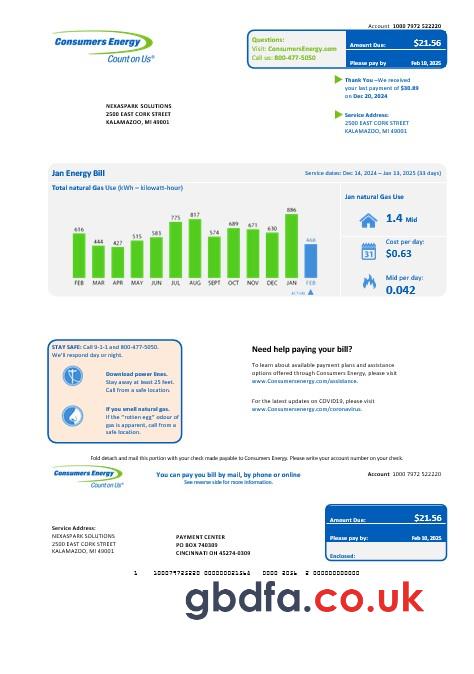 Account 1000 7972 522220
Consumers Energy
Count on Us®
Questions:
Visit: ConsumersEnergy.com
Call us: 800-477-5050
Amount Due: $21.56
Please pay by Feb 10, 2025
Thank You –We received
your last payment of $38.89
on Dec 20, 2024
NEXASPARK SOLUTIONS
2500 EAST CORK STREET
KALAMAZOO, MI 49001
Service Address:
2500 EAST CORK STREET
KALAMAZOO, MI 49001
Jan Energy Bill
Service dates: Dec 14, 2024 – Jan 13, 2025 (33 days)
Total natural Gas Use (kWh – kilowatt-hour)
616 444 427 515 583 775 817 574 689 671 630 886 468
FEB MAR APR MAY JUN JUL AUG SEP OCT NOV DEC JAN FEB
ACTUAL
Jan natural Gas Use
1.4 Mid
Cost per day:
31
$0.63
Mid per day:
0.042
STAY SAFE: Call 9-1-1 and 800-477-5050.
We'll respond day or night.
Download power lines.
Stay away at least 25 feet.
Call from a safe location.
If you smell natural gas.
If the "rotten egg" odour of
gas is apparent, call from a
safe location.
Need help paying your bill?
To learn about available payment plans and assistance
options offered through Consumers Energy, please visit
www.Consumersenergy.com/assistance.
For the latest updates on COVID19, please visit
www.Consumersenergy.com/coronavirus.
Fold detach and mail this portion with your check made payable to Consumers Energy. Please write your account number on your check.
Consumers Energy
Count on Us®
You can pay you bill by mail, by phone or online
See reverse side for more information.
Account 1000 7972 522220
Service Address:
NEXASPARK SOLUTIONS
2500 EAST CORK STREET
KALAMAZOO, MI 49001
PAYMENT CENTER
PO BOX 740309
CINCINNATI OH 45274-0309
Amount Due: $21.56
Please pay by: Feb 10, 2025
Enclosed:
gbdfa.co.uk